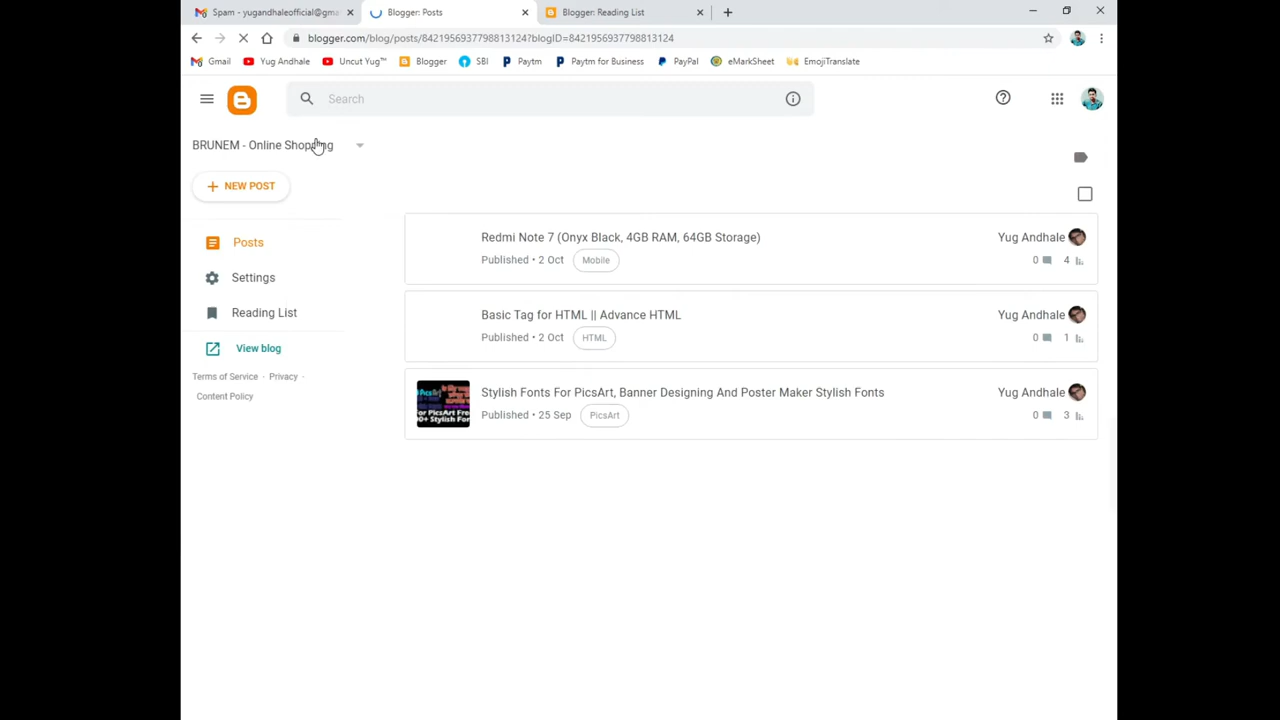 Spam - yugandhaleofficial@gma
Blogger: Posts
Blogger: Reading List
blogger.com/blog/posts/8421956937798813124?blogID=8421956937798813124
Gmail
Yug Andhale
Uncut Yug™
Blogger
SBI
Paytm
Paytm for Business
PayPal
eMarkSheet
EmojiTranslate
Search
BRUNEM - Online Shopping
NEW POST
Posts
Settings
Reading List
View blog
Terms of Service · Privacy ·
Content Policy
Redmi Note 7 (Onyx Black, 4GB RAM, 64GB Storage)
Yug Andhale
Published • 2 Oct
Mobile
0
4
Basic Tag for HTML || Advance HTML
Yug Andhale
Published • 2 Oct
HTML
0
1
Stylish Fonts For PicsArt, Banner Designing And Poster Maker Stylish Fonts
Yug Andhale
Published • 25 Sep
PicsArt
0
3